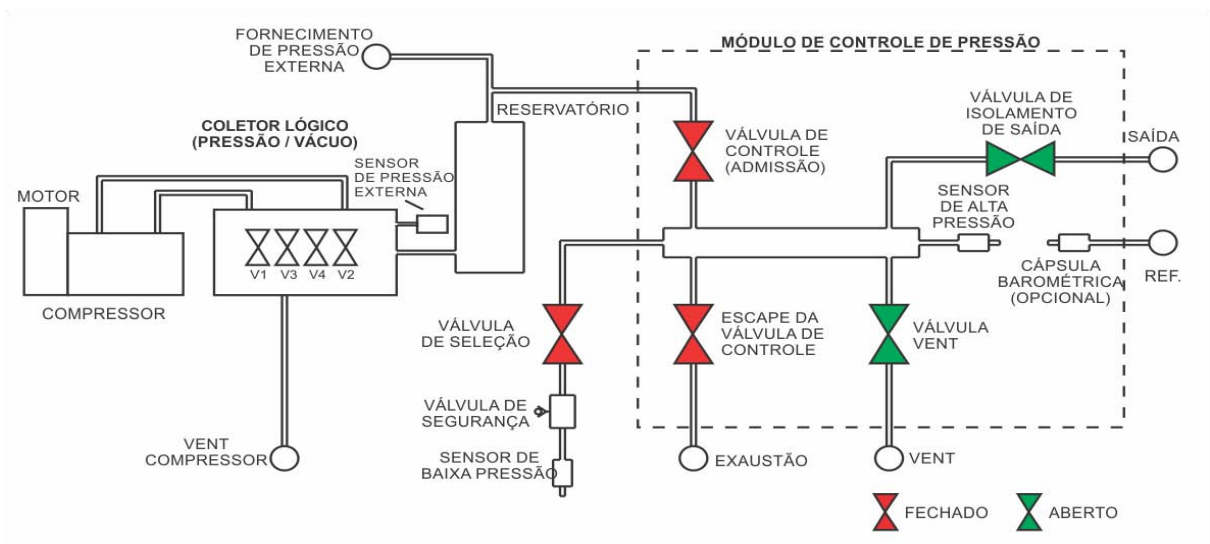 FORNECIMENTO
DE PRESSÃO
EXTERNA
COLETOR LÓGICO
(PRESSÃO / VÁCUO)
RESERVATÓRIO
SENSOR
DE PRESSÃO
EXTERNA
MOTOR
V1 V3 V4 V2
COMPRESSOR
VENT
COMPRESSOR
MÓDULO DE CONTROLE DE PRESSÃO
VÁLVULA DE
CONTROLE
(ADMISSÃO)
VÁLVULA DE
ISOLAMENTO
DE SAÍDA
SAÍDA
SENSOR
DE ALTA
PRESSÃO
CÁPSULA
BAROMÉTRICA
(OPCIONAL)
REF.
VÁLVULA
DE SELEÇÃO
ESCAPE DA
VÁLVULA DE
CONTROLE
VÁLVULA
VENT
VÁLVULA DE
SEGURANÇA
SENSOR DE
BAIXA PRESSÃO
EXAUSTÃO
VENT
FECHADO
ABERTO